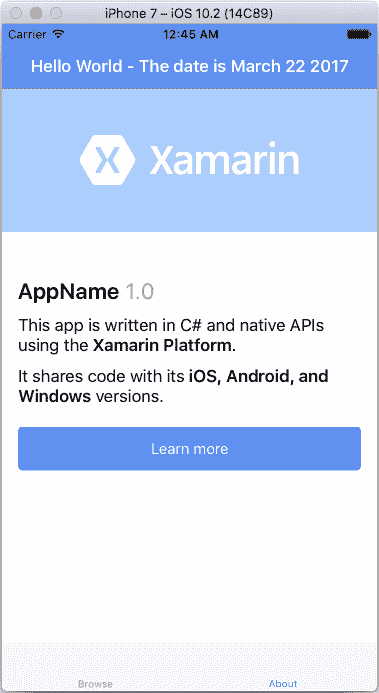 iPhone 7 – iOS 10.2 (14C89)
Carrier 12:45 AM
Hello World - The date is March 22 2017
Xamarin
AppName 1.0
This app is written in C# and native APIs
using the Xamarin Platform.
It shares code with its iOS, Android, and
Windows versions.
Learn more
Browse About